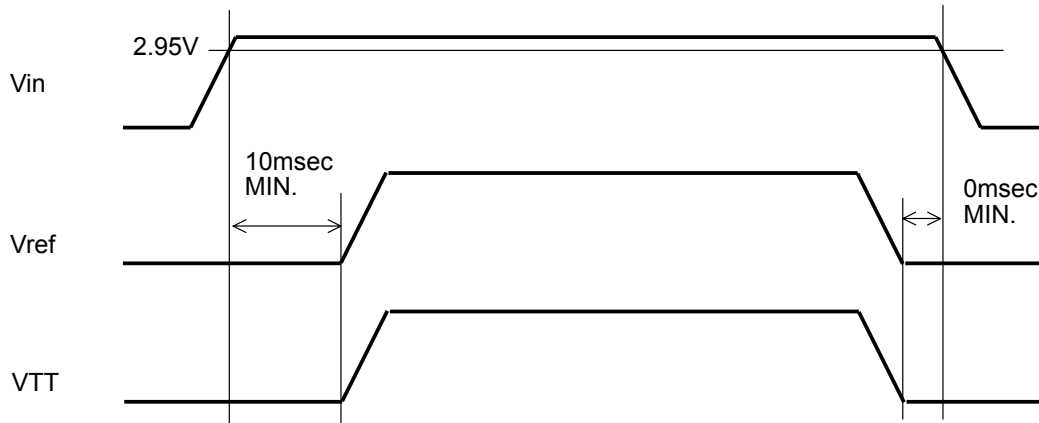 2.95V
Vin
10msec
MIN.
0msec
MIN.
Vref
VTT